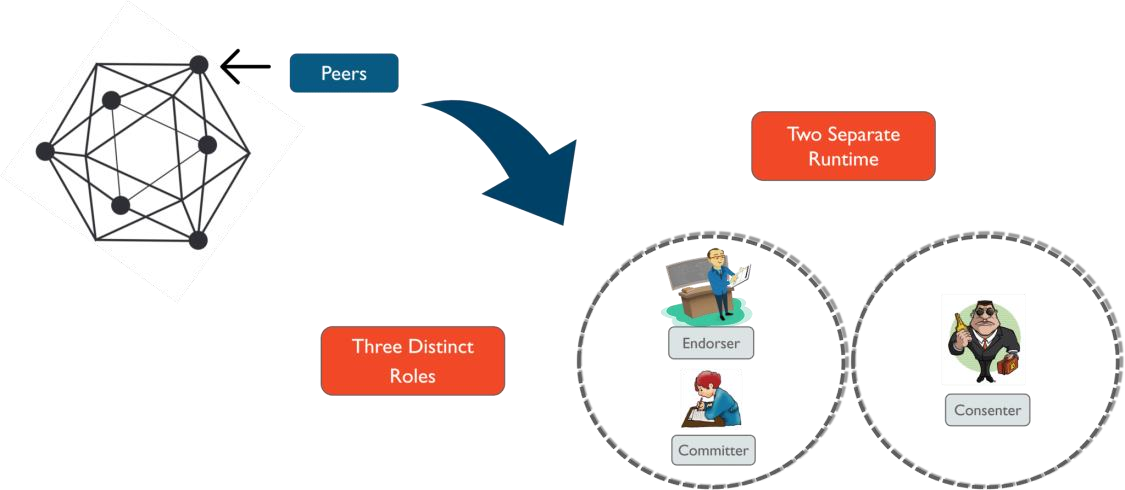 Peers
Two Separate
Runtime
Three Distinct
Roles
Endorser
Committer
Consenter